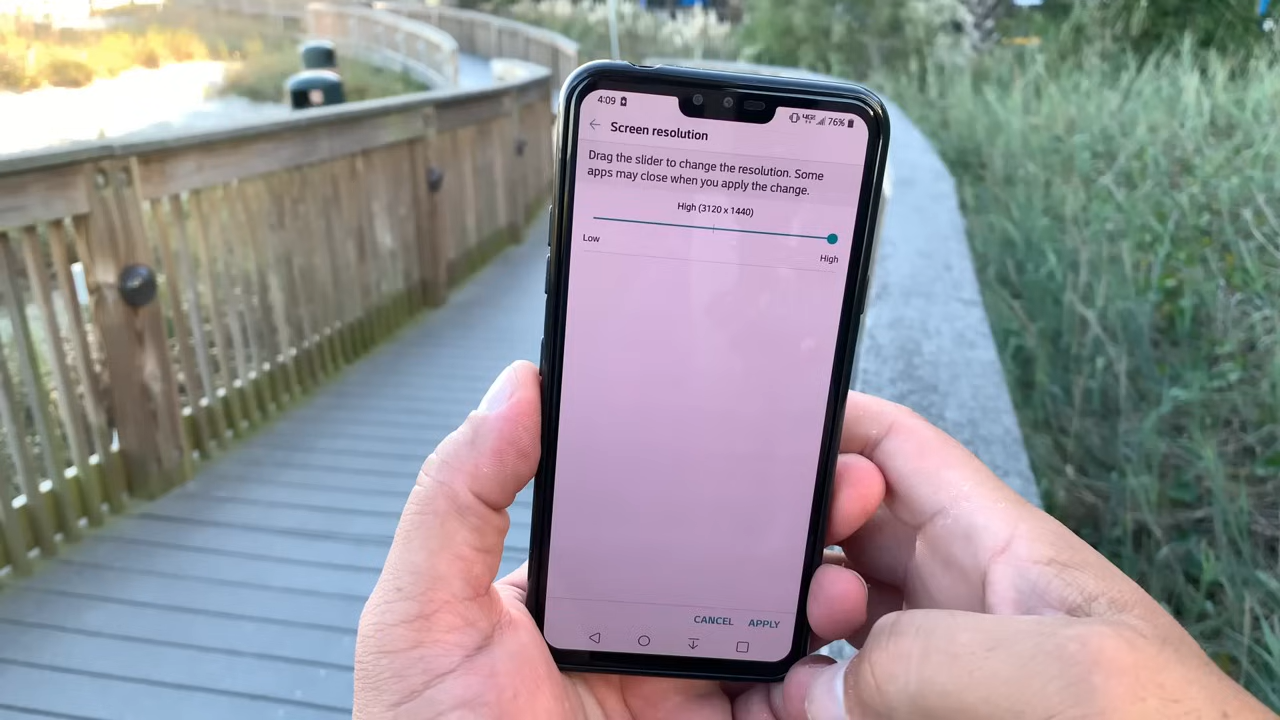 4:09
4GE 76%
Screen resolution
Drag the slider to change the resolution. Some
apps may close when you apply the change.
High (3120 x 1440)
Low
High
CANCEL APPLY